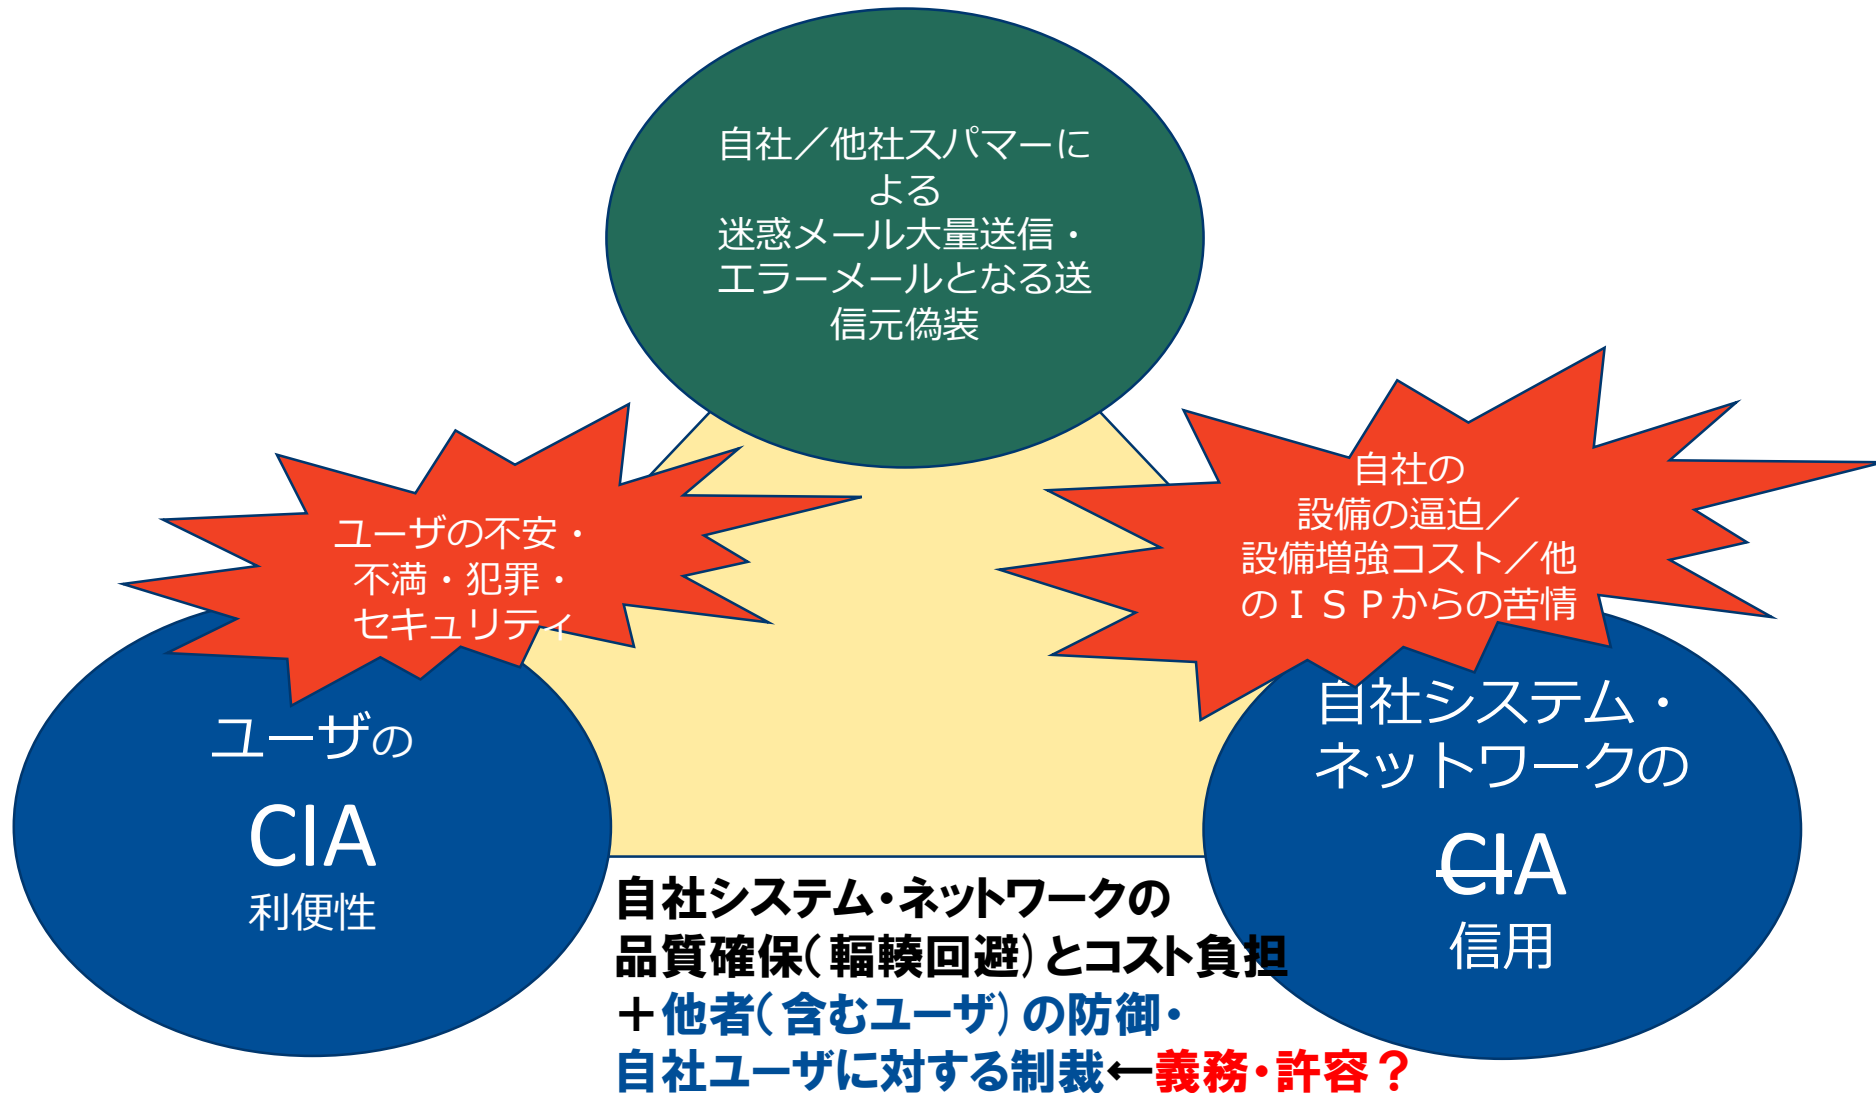 自社／他社スパマーに
よる
迷惑メール大量送信・
エラーメールとなる送
信元偽装
ユーザの不安・
不満・犯罪・
セキュリティ
自社の
設備の逼迫／
設備増強コスト／他
のＩＳＰからの苦情
ユーザの
CIA
利便性
自社システム・
ネットワークの
CIA
信用
自社システム・ネットワークの
品質確保（輻輳回避）とコスト負担
＋他者（含むユーザ）の防御・
自社ユーザに対する制裁←義務・許容？